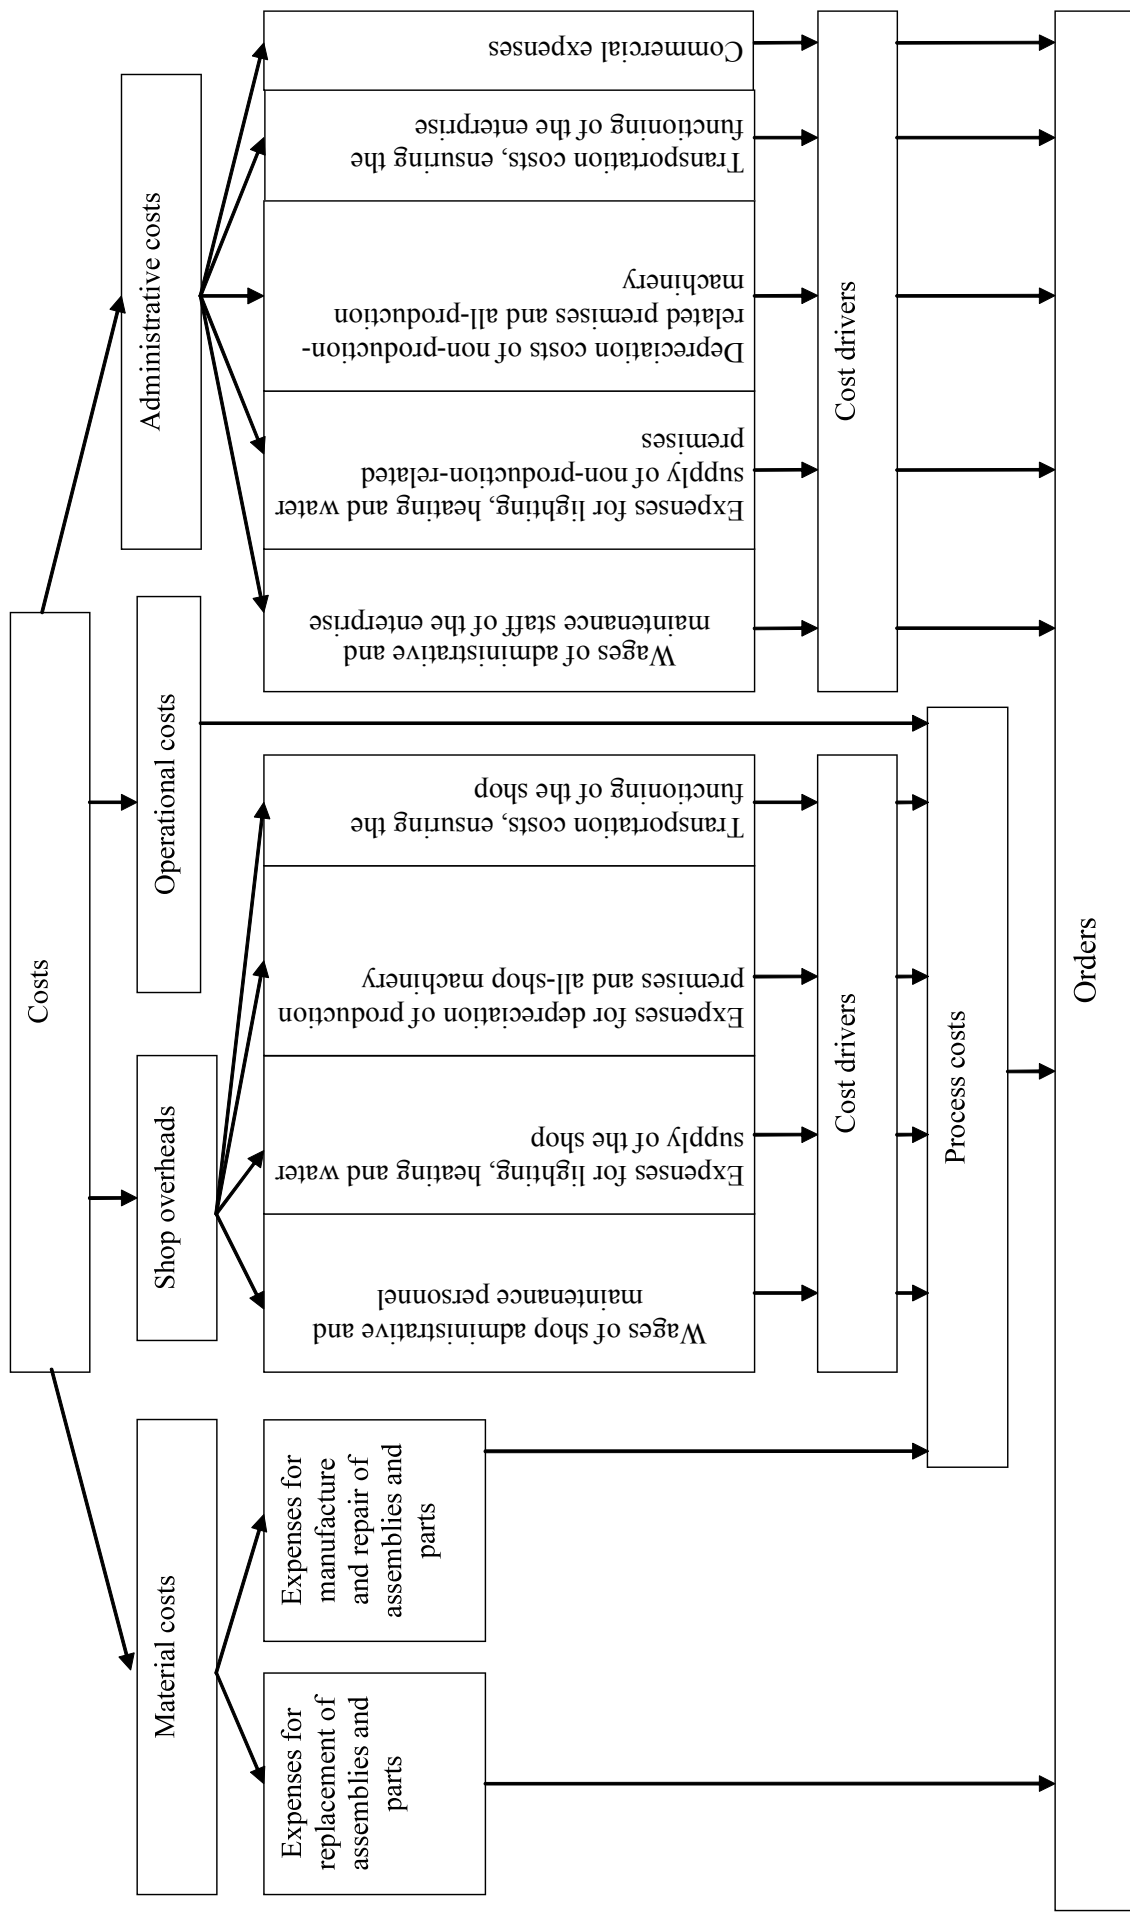 Costs
Material costs
Shop overheads
Operational costs
Administrative costs
Expenses for
replacement of
assemblies and
parts
Expenses for
manufacture
and repair of
assemblies and
parts
Wages of shop administrative and
maintenance personnel
Expenses for lighting, heating and water
supply of the shop
Expenses for depreciation of production
premises and all-shop machinery
Transportation costs, ensuring the
functioning of the shop
Wages of administrative and
maintenance staff of the enterprise
Expenses for lighting, heating and water
supply of non-production-related
premises
Depreciation costs of non-production-
related premises and all-production
machinery
Transportation costs, ensuring the
functioning of the enterprise
Commercial expenses
Cost drivers
Cost drivers
Process costs
Orders